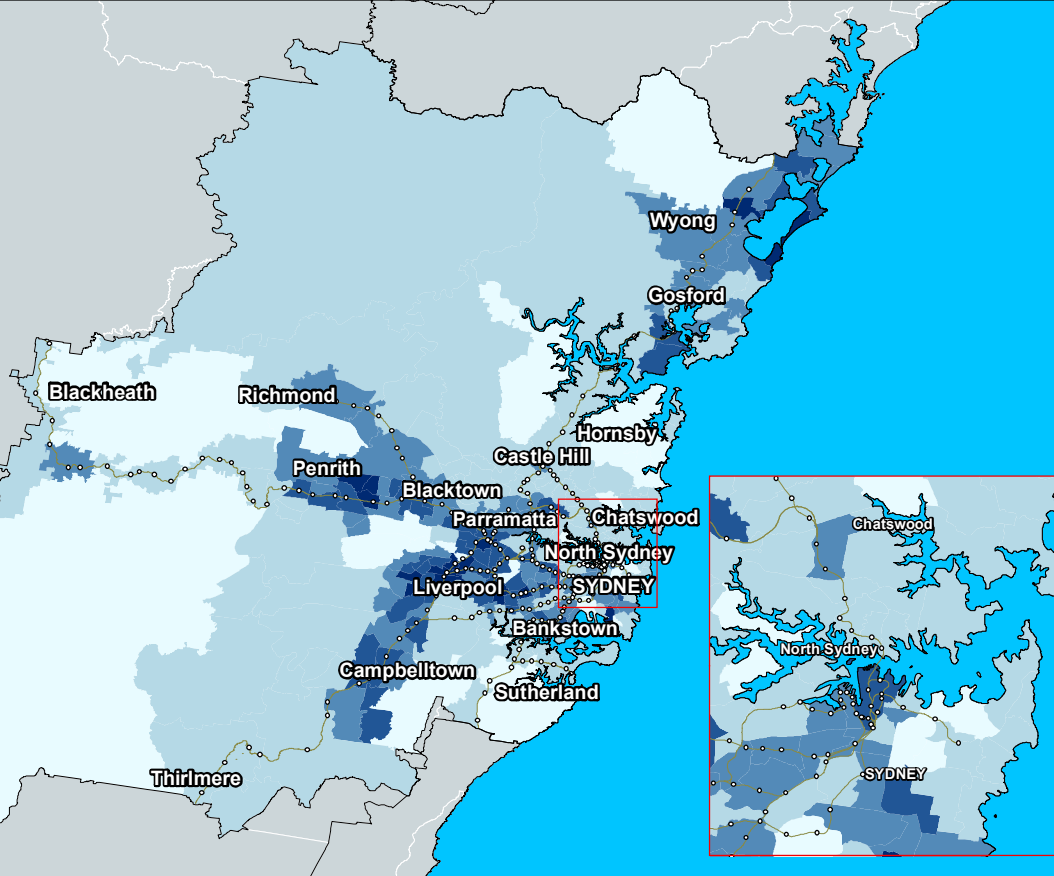 Wyong
Gosford
Blackheath
Richmond
Hornsby
Castle Hill
Penrith
Blacktown
Parramatta
Chatswood
North Sydney
Liverpool
SYDNEY
Bankstown
Campbelltown
Sutherland
Thirlmere
Chatswood
North Sydney
SYDNEY